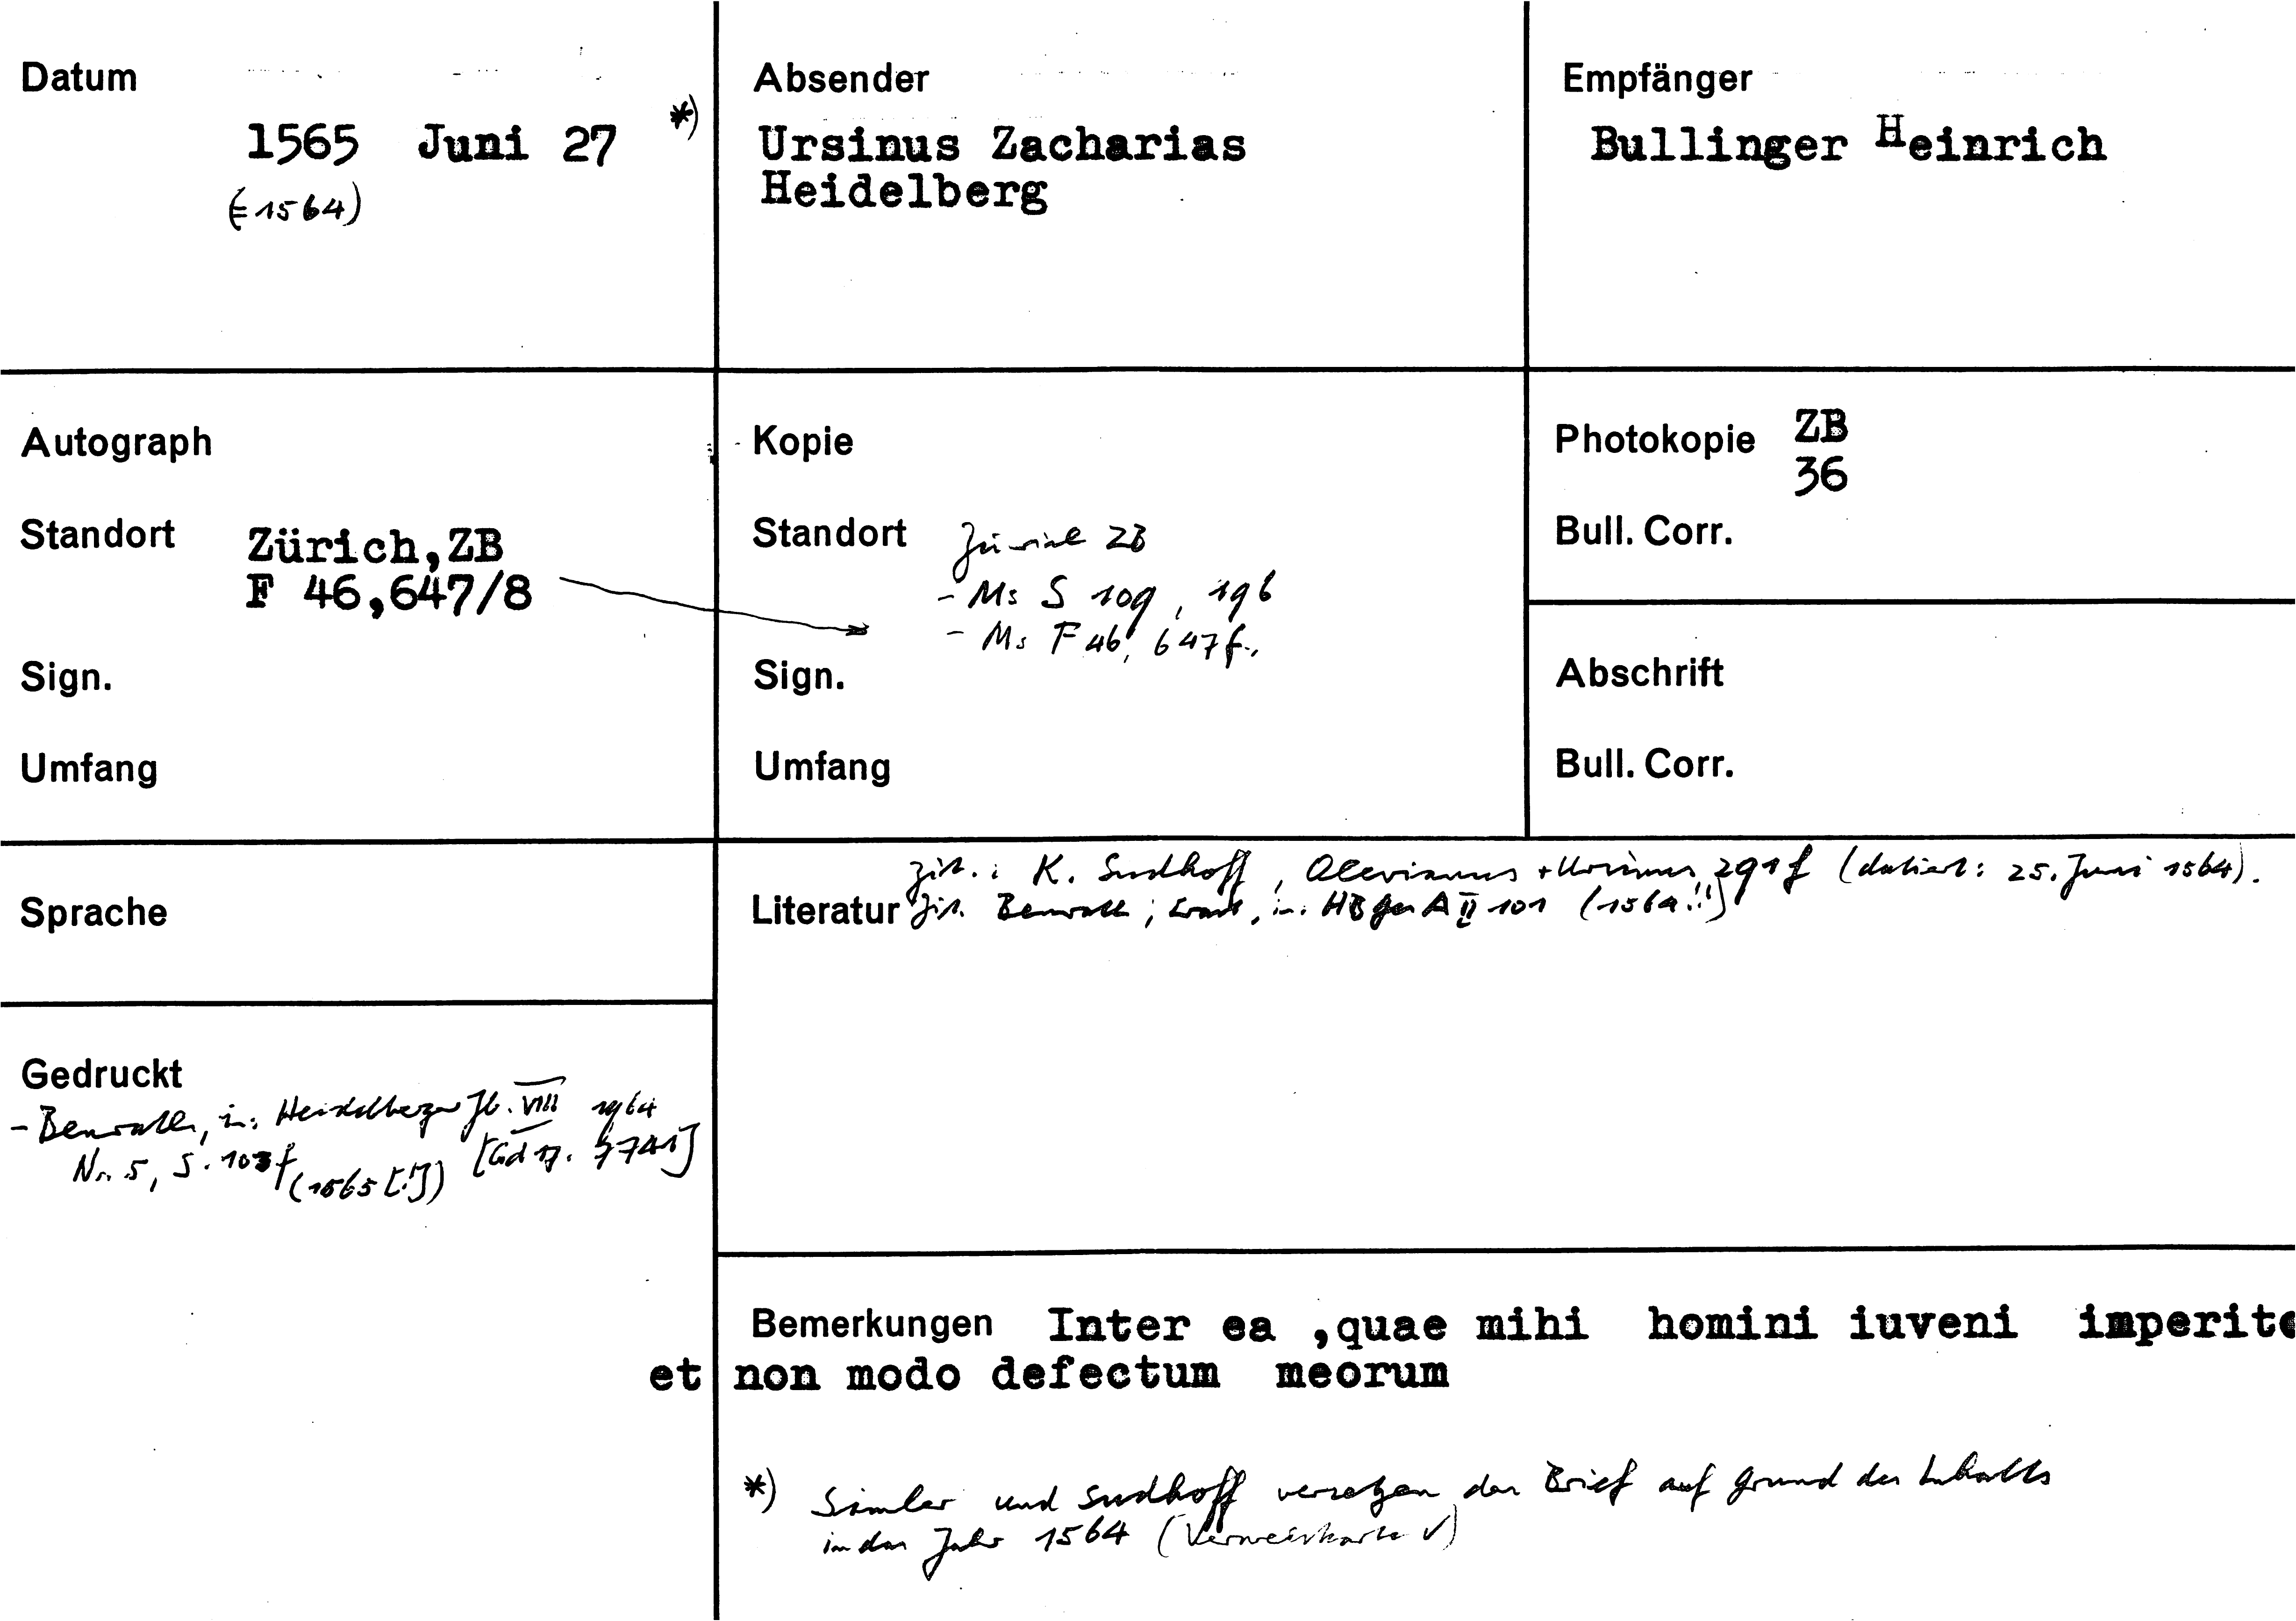 Datum
1565 Juni 27 *)
(= 1564)
Absender
Ursinus Zacharias
Heidelberg
Empfänger
Bullinger Heinrich
Autograph
Standort Zürich,ZB
F 46,647/8
Sign.
Umfang
Kopie
Standort Zürich ZB
- Ms S 109, 196
- Ms F 46, 647f.
Sign.
Umfang
Photokopie ZB
36
Bull. Corr.
Abschrift
Bull. Corr.
Sprache
Literatur
zit.: K. Sudhoff, Olevianus + Ursinus 291f (datiert: 25. Juni 1564).
zit. Benrath, in: HB A II 101 (1564!!)
Gedruckt
- Benrath, in: Heidelberger Jb. VIII 1964
Nr. 5, S. 103f (1565 [!]) [Gd 17. 7741]
Bemerkungen Inter ea ,quae mihi homini iuveni imperito
et non modo defectum meorum
*) Simler und Sudhoff versetzen den Brief auf Grund des Inhalts
in das Jahr 1564 (Verweiskarte √)